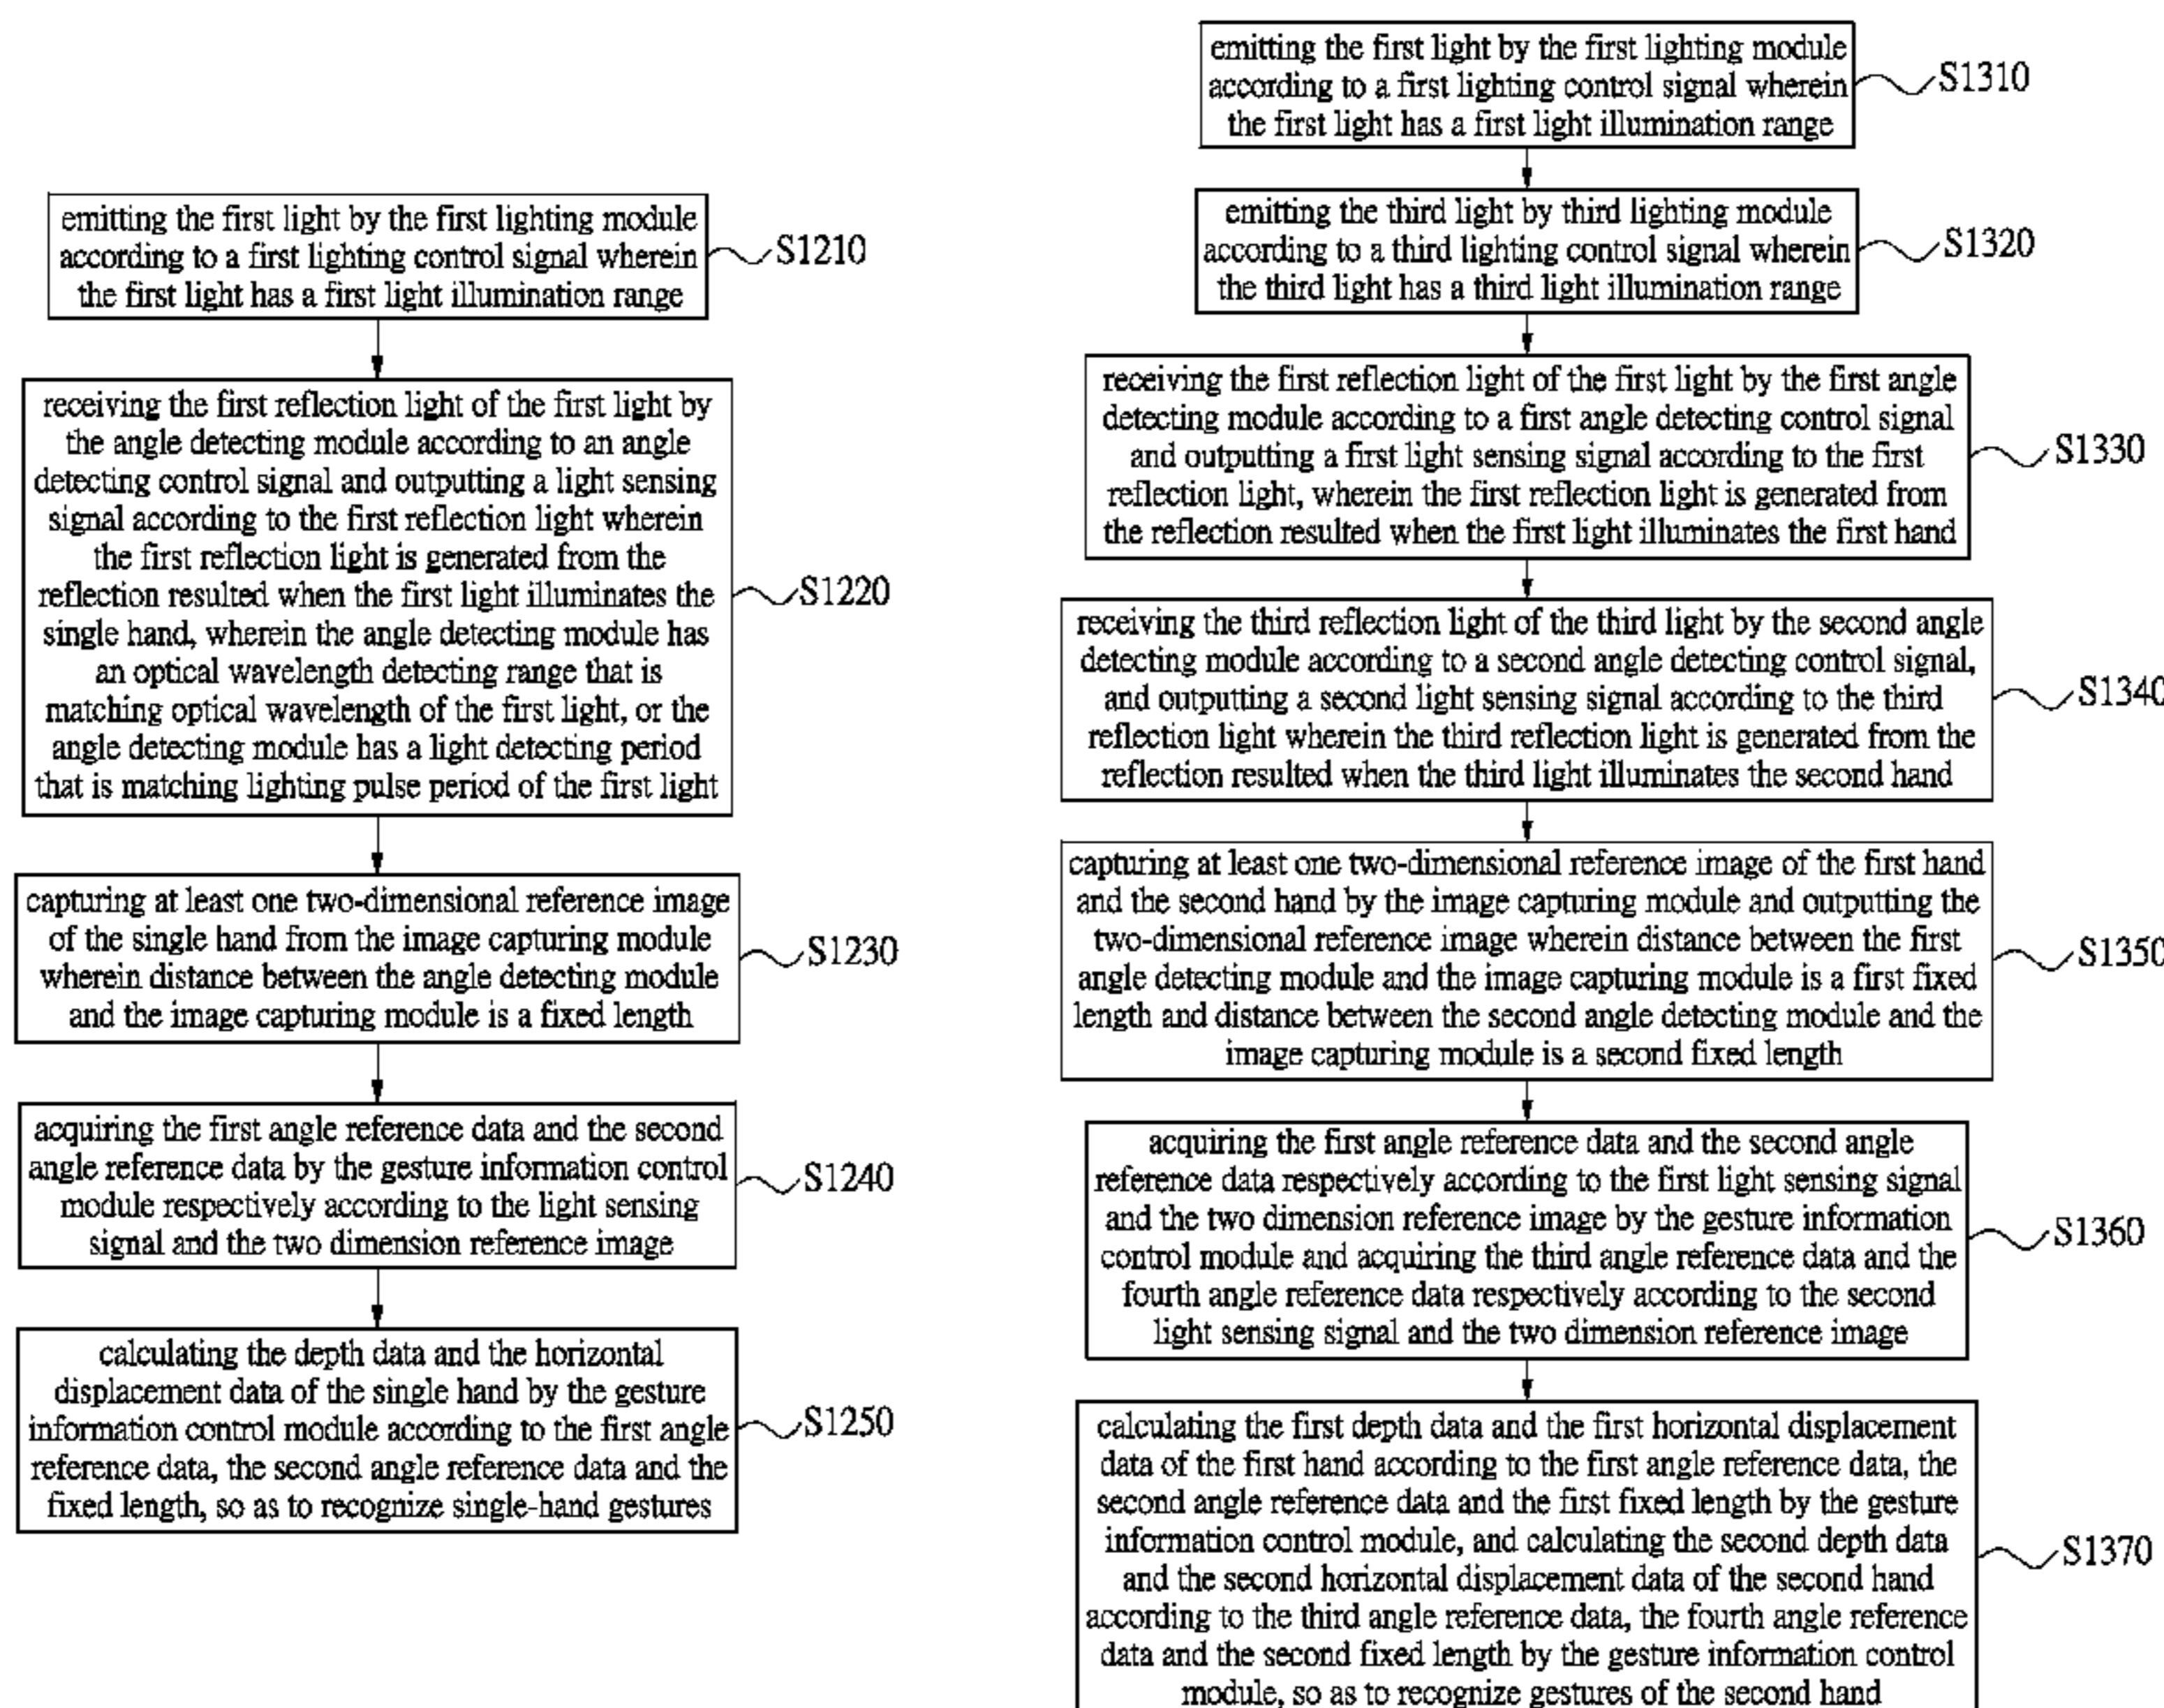 emitting the first light by the first lighting module
according to a first lighting control signal wherein
the first light has a first light illumination range
S1210
receiving the first reflection light of the first light by
the angle detecting module according to an angle
detecting control signal and outputting a light sensing
signal according to the first reflection light wherein
the first reflection light is generated from the
reflection resulted when the first light illuminates the
single hand, wherein the angle detecting module has
an optical wavelength detecting range that is
matching optical wavelength of the first light, or the
angle detecting module has a light detecting period
that is matching lighting pulse period of the first light
S1220
capturing at least one two-dimensional reference image
of the single hand from the image capturing module
wherein distance between the angle detecting module
and the image capturing module is a fixed length
S1230
acquiring the first angle reference data and the second
angle reference data by the gesture information control
module respectively according to the light sensing
signal and the two dimension reference image
S1240
calculating the depth data and the horizontal
displacement data of the single hand by the gesture
information control module according to the first angle
reference data, the second angle reference data and the
fixed length, so as to recognize single-hand gestures
S1250
emitting the first light by the first lighting module
according to a first lighting control signal wherein
the first light has a first light illumination range
S1310
emitting the third light by third lighting module
according to a third lighting control signal wherein
the third light has a third light illumination range
S1320
receiving the first reflection light of the first light by the first angle
detecting module according to a first angle detecting control signal
and outputting a first light sensing signal according to the first
reflection light, wherein the first reflection light is generated from
the reflection resulted when the first light illuminates the first hand
S1330
receiving the third reflection light of the third light by the second angle
detecting module according to a second angle detecting control signal,
and outputting a second light sensing signal according to the third
reflection light wherein the third reflection light is generated from the
reflection resulted when the third light illuminates the second hand
S1340
capturing at least one two-dimensional reference image of the first hand
and the second hand by the image capturing module and outputting the
two-dimensional reference image wherein distance between the first
angle detecting module and the image capturing module is a first fixed
length and distance between the second angle detecting module and the
image capturing module is a second fixed length
S1350
acquiring the first angle reference data and the second angle
reference data respectively according to the first light sensing signal
and the two dimension reference image by the gesture information
control module and acquiring the third angle reference data and the
fourth angle reference data respectively according to the second
light sensing signal and the two dimension reference image
S1360
calculating the first depth data and the first horizontal displacement
data of the first hand according to the first angle reference data, the
second angle reference data and the first fixed length by the gesture
information control module, and calculating the second depth data
and the second horizontal displacement data of the second hand
according to the third angle reference data, the fourth angle reference
data and the second fixed length by the gesture information control
module, so as to recognize gestures of the second hand
S1370